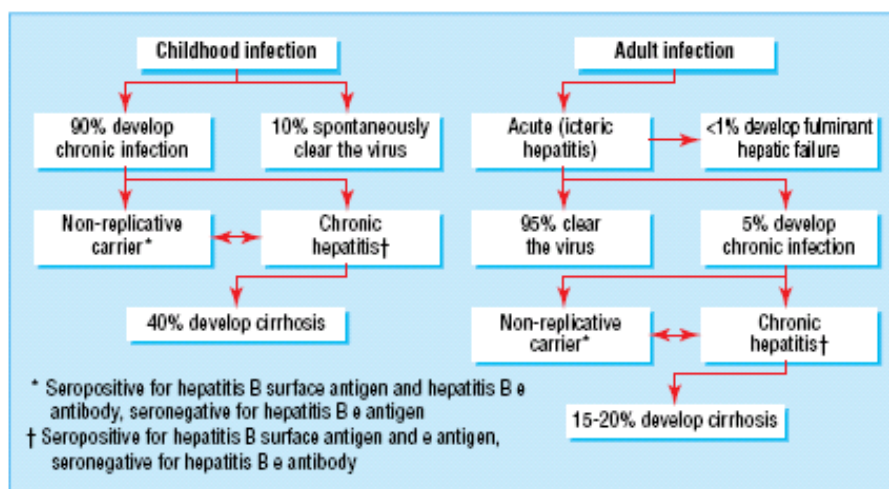 Childhood infection
90% develop
chronic infection
10% spontaneously
clear the virus
Non-replicative
carrier*
Chronic
hepatitis†
40% develop cirrhosis
Adult infection
Acute (icteric
hepatitis)
<1% develop fulminant
hepatic failure
95% clear
the virus
5% develop
chronic infection
Non-replicative
carrier*
Chronic
hepatitis†
15-20% develop cirrhosis
* Seropositive for hepatitis B surface antigen and hepatitis B e
antibody, seronegative for hepatitis B e antigen
† Seropositive for hepatitis B surface antigen and e antigen,
seronegative for hepatitis B e antibody